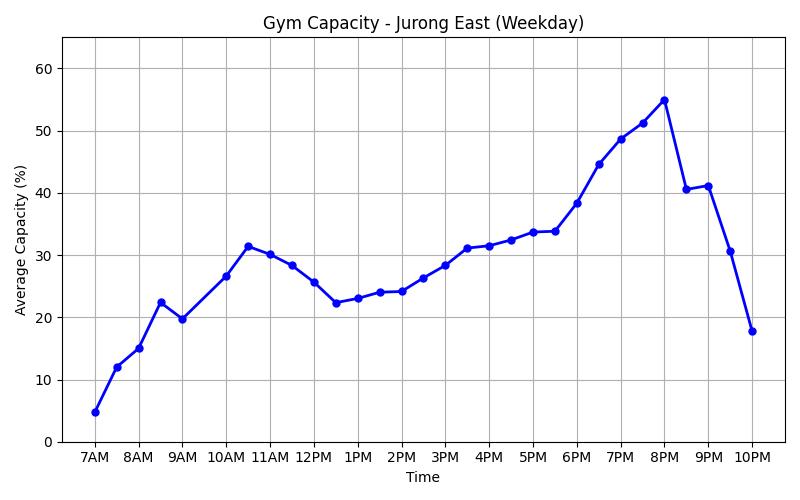 Gym Capacity - Jurong East (Weekday)
Average Capacity (%)
60
50
40
30
20
10
0
7AM 8AM 9AM 10AM 11AM 12PM 1PM 2PM 3PM 4PM 5PM 6PM 7PM 8PM 9PM 10PM
Time